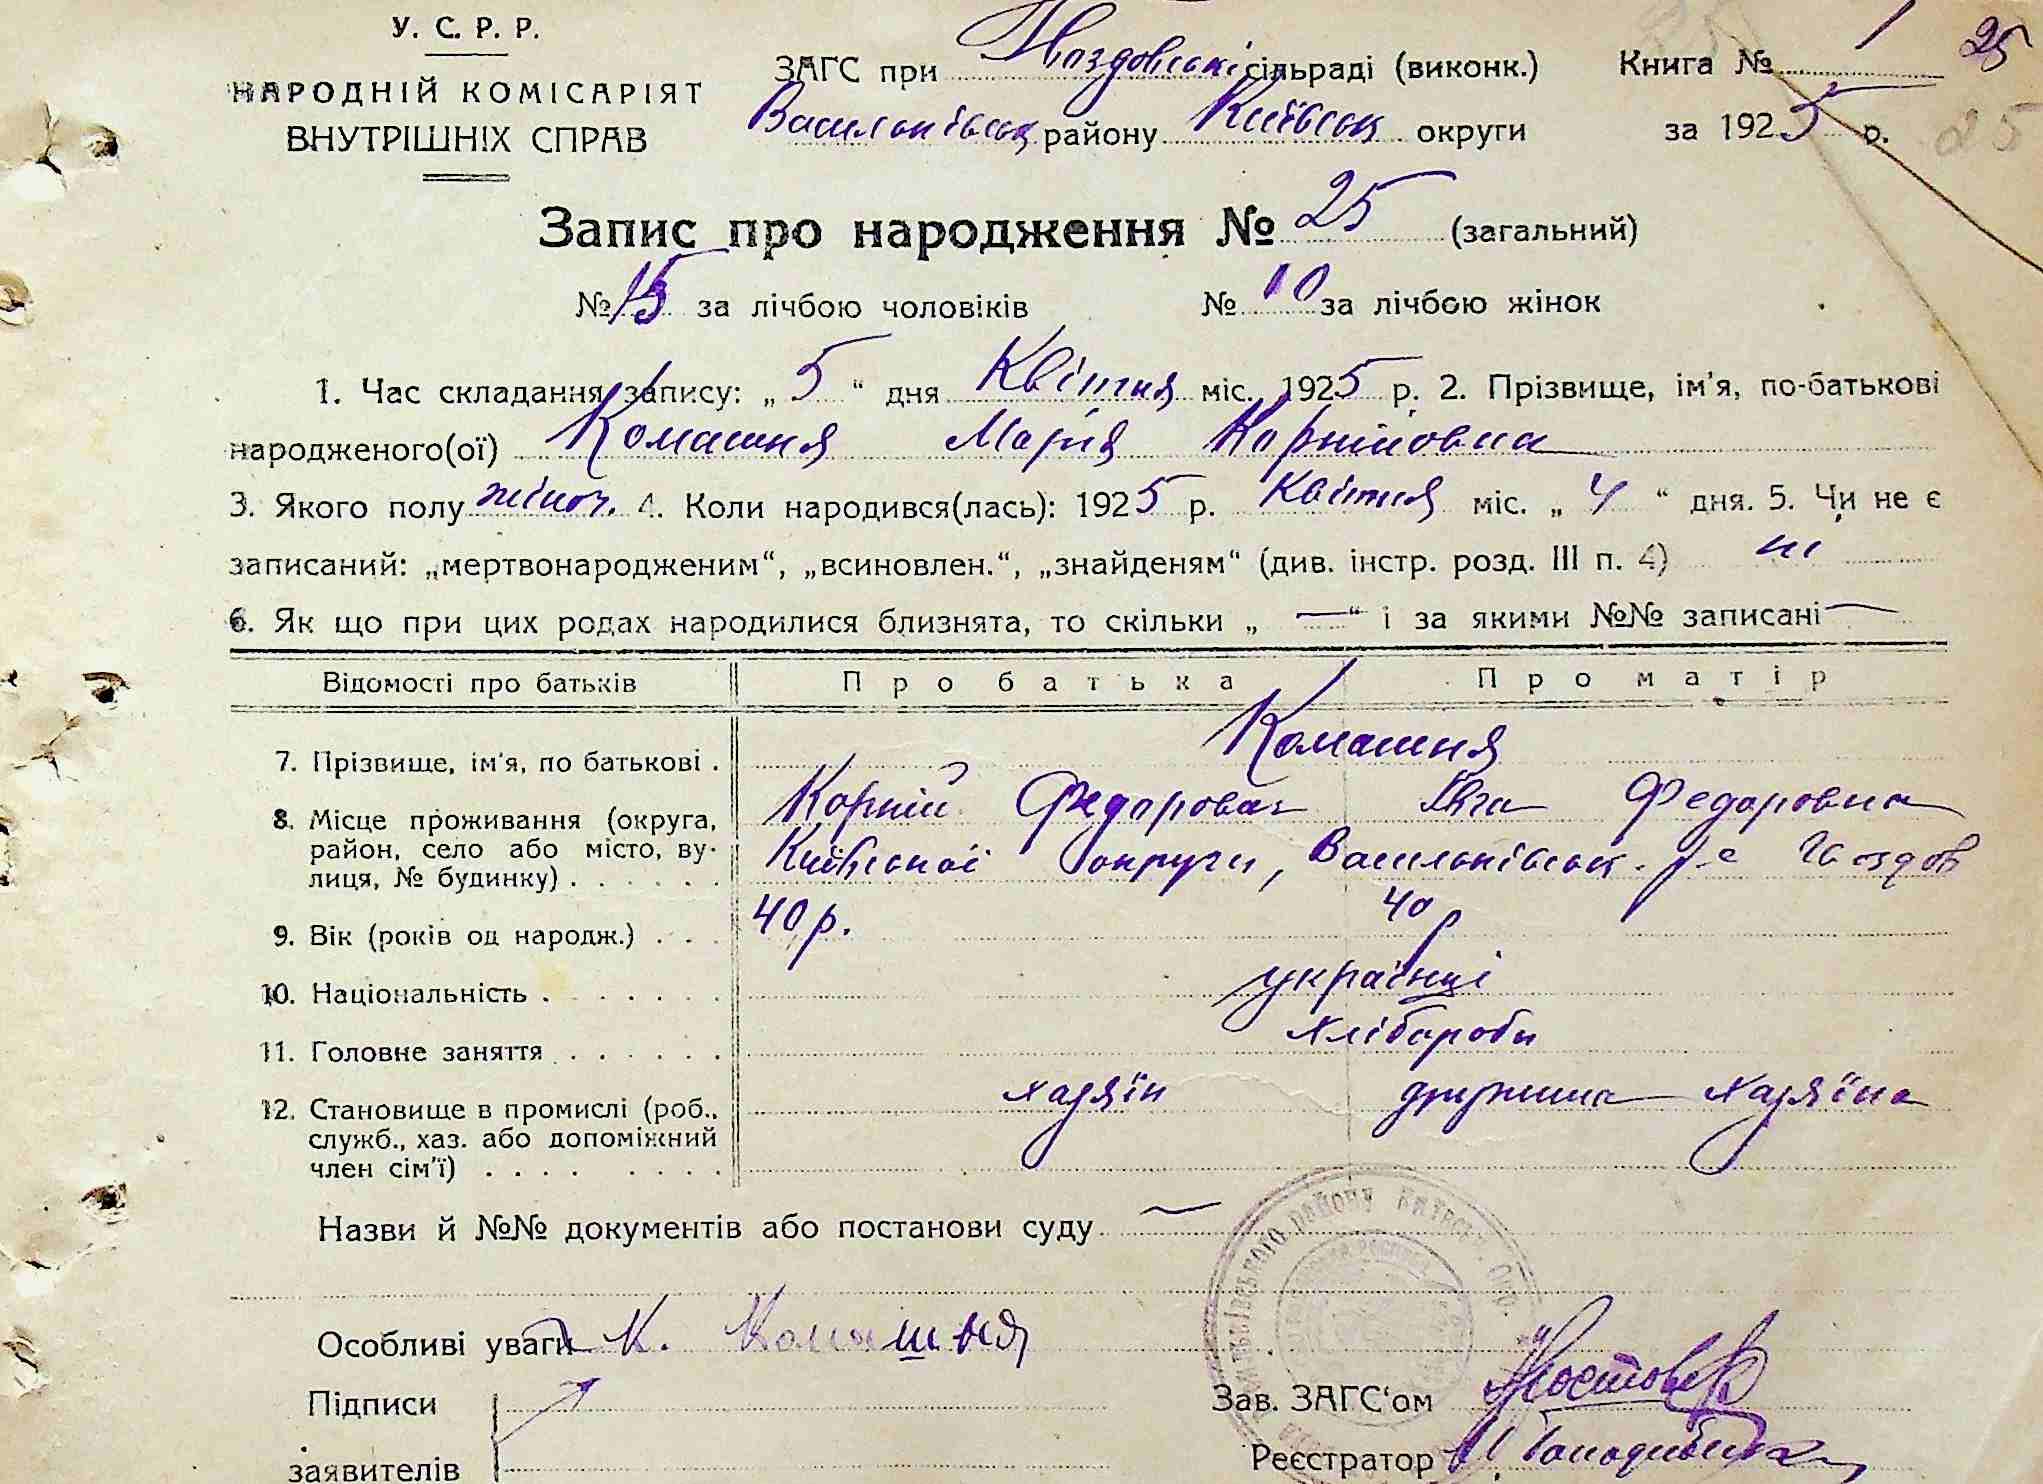 У. С. Р. Р.
НАРОДНІЙ КОМІСАРІЯТ
ВНУТРІШНІХ СПРАВ
ЗАГС при Гвоздовській сільраді (виконк.)
Васильківськ району Київськ округи
Книга № 1 25
за 1925 р. 25
Запис про народження № 25 (загальний)
№ 15 за лічбою чоловіків № 10 за лічбою жінок
1. Час складання запису: „ 5 “ дня Квітня міс. 1925 р. 2. Прізвище, ім'я, по-батькові
народженого(ої) Комашня Марія Корніївна
3. Якого полу жіноч. 4. Коли народився(лась): 1925 р. Квітня міс. „ 4 “ дня. 5. Чи не є
записаний: „мертвонародженим“, „всиновлен.“, „знайденям“ (див. інстр. розд. III п. 4) ні
6. Як що при цих родах народилися близнята, то скільки „ — “ і за якими №№ записані —
Відомості про батьків Про батька Про матір
7. Прізвище, ім'я, по батькові . Комашня
Корній Федорович Ївга Федоровна
8. Місце проживання (округа, район, село або місто, вулиця, № будинку) . . . . . . Київської округи, Васильківськ. р. с Гвоздов
9. Вік (років од народж.) . . . 40 р. 40 р
10. Національність . . . . . . . українці
11. Головне заняття . . . . . . хлібороби
12. Становище в промислі (роб., служб., хаз. або допоміжний член сім'ї) . . . . . . . . хазяїн дружина хазяїна
Назви й №№ документів або постанови суду —
Особливі уваги К. Комашня
Підписи
заявителів
Зав. ЗАГС'ом
Реєстратор
району